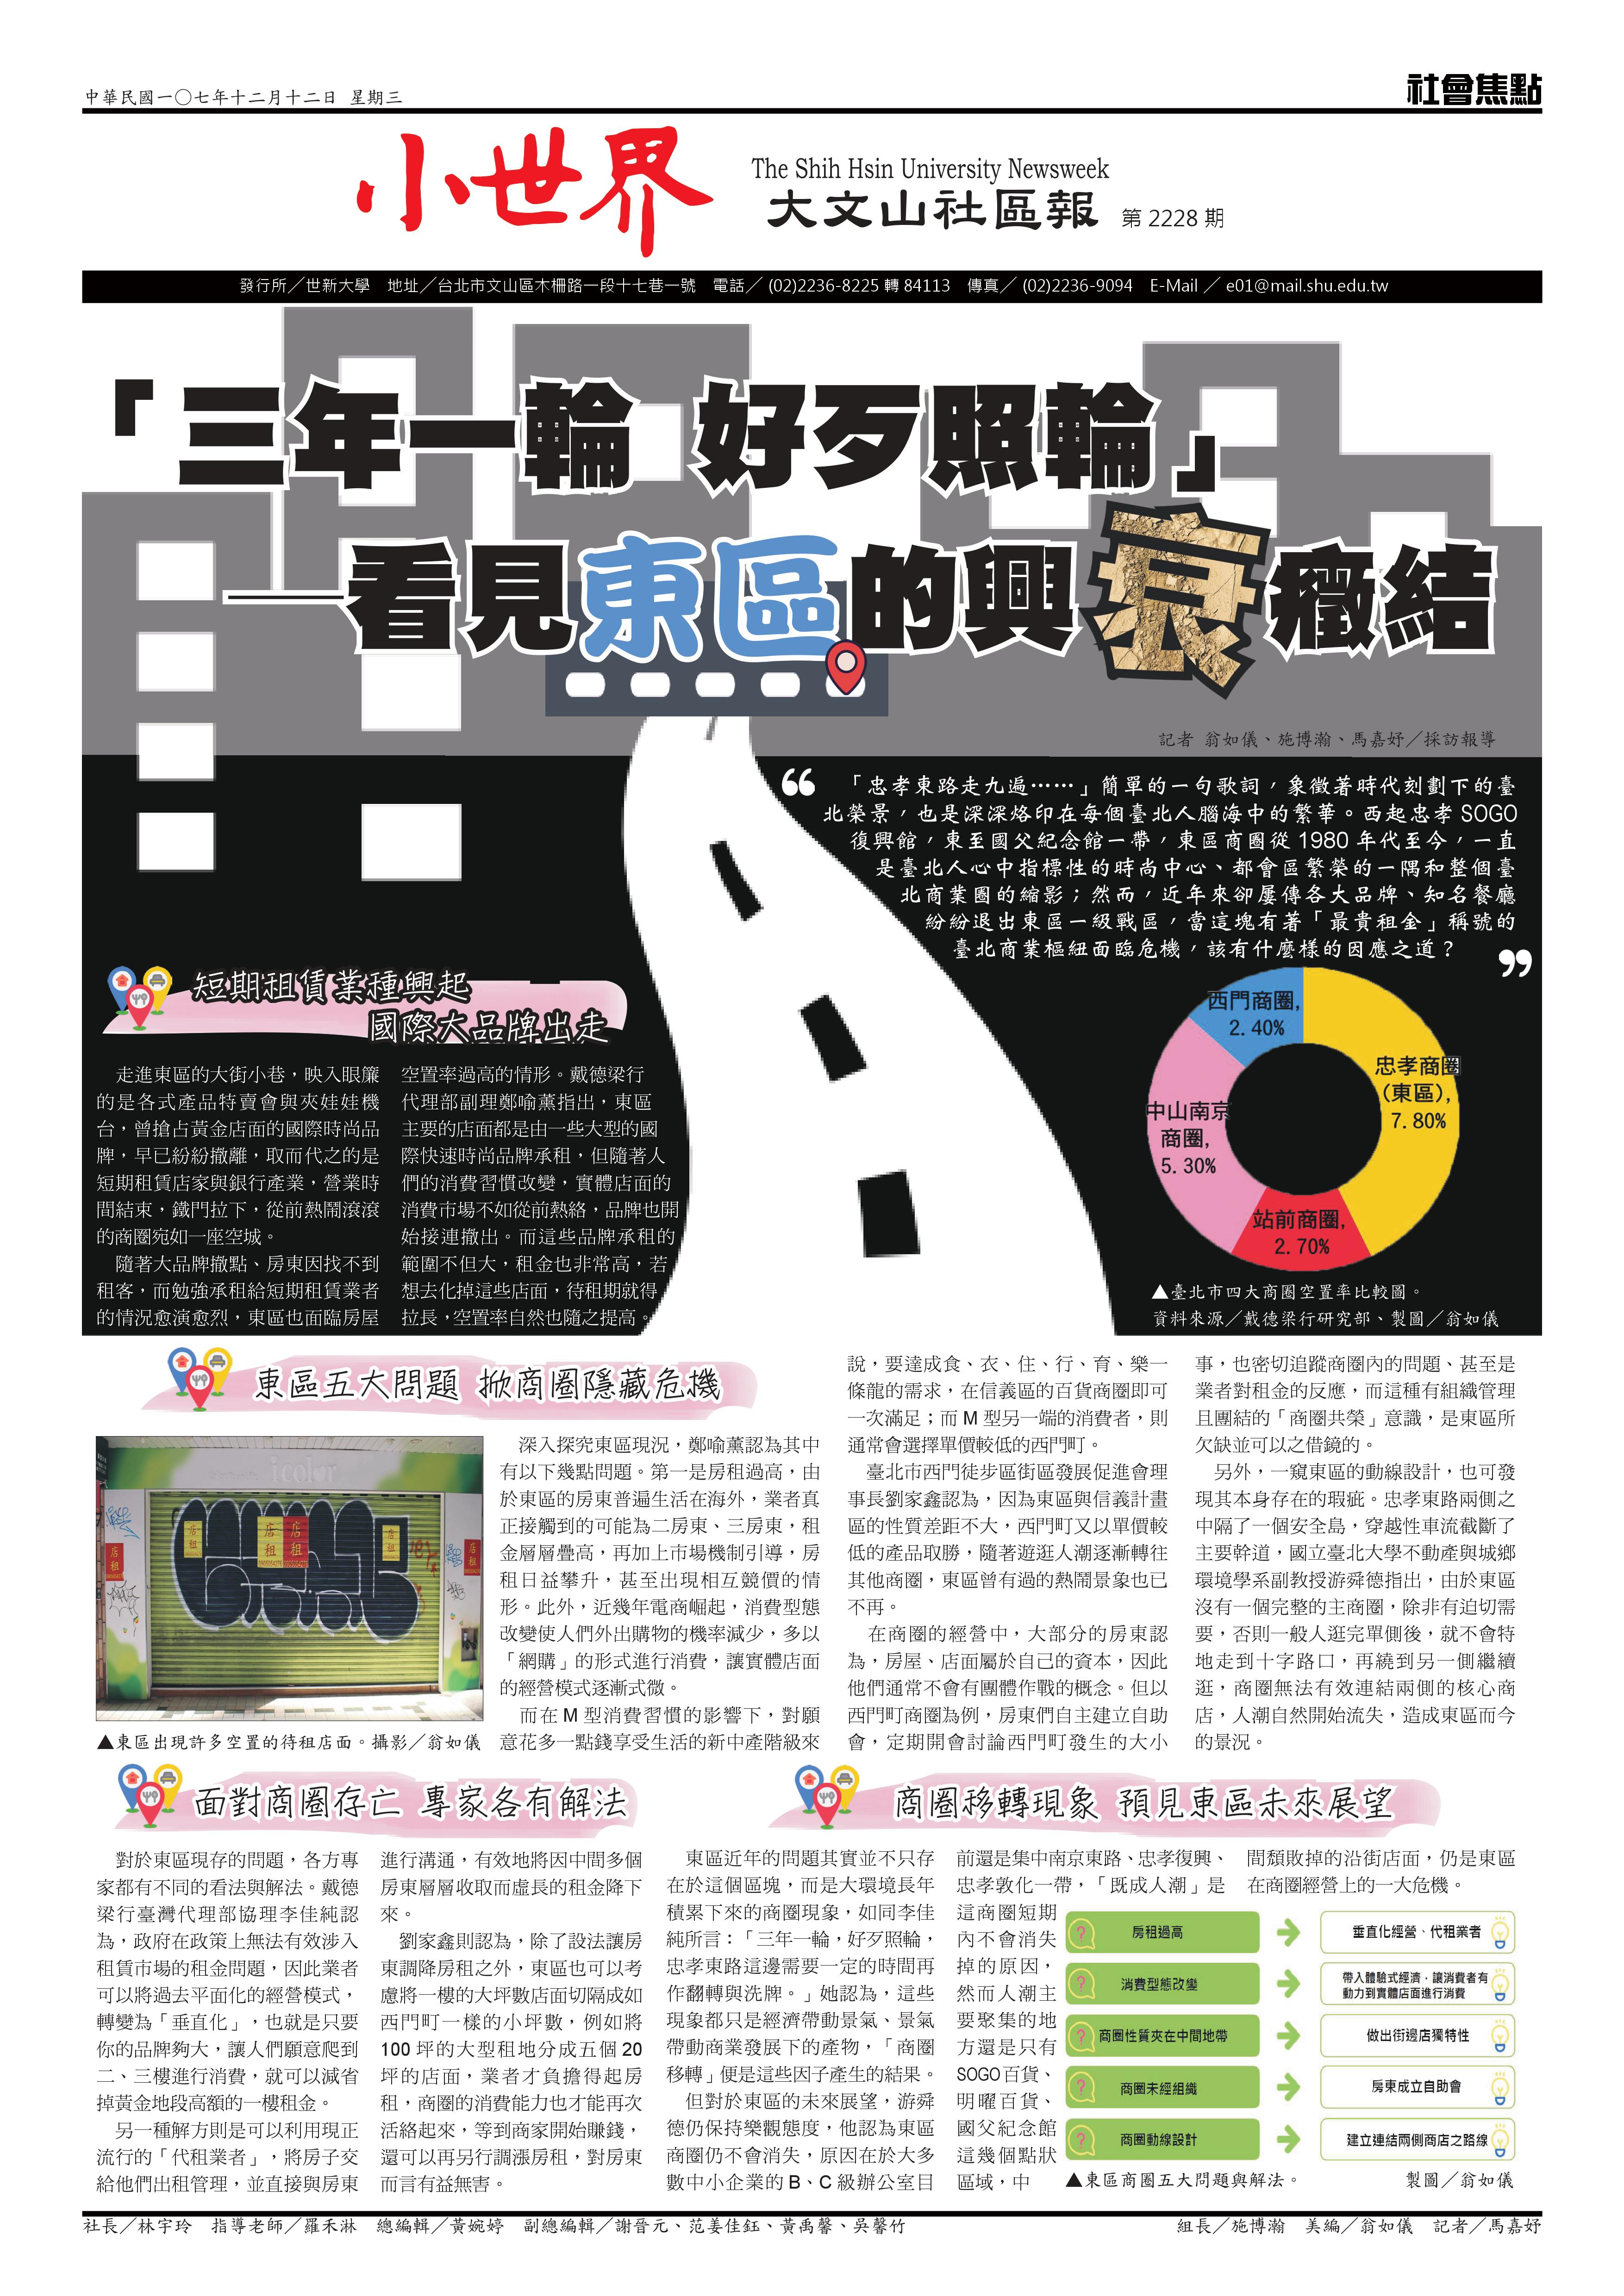 中華民國一〇七年十二月十二日 星期三
社會焦點
小世界
The Shih Hsin University Newsweek
大文山社區報 第 2228 期
發行所／世新大學 地址／台北市文山區木柵路一段十七巷一號 電話／ (02)2236-8225 轉 84113 傳真／ (02)2236-9094 E-Mail ／ e01@mail.shu.edu.tw
「三年一輪 好歹照輪」
──看見東區的興衰癥結
記者 翁如儀、施博瀚、馬嘉妤／採訪報導
“「忠孝東路走九遍……」簡單的一句歌詞，象徵著時代刻劃下的臺
北榮景，也是深深烙印在每個臺北人腦海中的繁華。西起忠孝 SOGO
復興館，東至國父紀念館一帶，東區商圈從 1980 年代至今，一直
是臺北人心中指標性的時尚中心、都會區繁榮的一隅和整個臺
北商業圈的縮影；然而，近年來卻屢傳各大品牌、知名餐廳
紛紛退出東區一級戰區，當這塊有著「最貴租金」稱號的
臺北商業樞紐面臨危機，該有什麼樣的因應之道？”
短期租賃業種興起
國際大品牌出走
走進東區的大街小巷，映入眼簾
的是各式產品特賣會與夾娃娃機
台，曾搶占黃金店面的國際時尚品
牌，早已紛紛撤離，取而代之的是
短期租賃店家與銀行產業，營業時
間結束，鐵門拉下，從前熱鬧滾滾
的商圈宛如一座空城。
隨著大品牌撤點、房東因找不到
租客，而勉強承租給短期租賃業者
的情況愈演愈烈，東區也面臨房屋
空置率過高的情形。戴德梁行
代理部副理鄭喻薰指出，東區
主要的店面都是由一些大型的國
際快速時尚品牌承租，但隨著人
們的消費習慣改變，實體店面的
消費市場不如從前熱絡，品牌也開
始接連撤出。而這些品牌承租的
範圍不但大，租金也非常高，若
想去化掉這些店面，待租期就得
拉長，空置率自然也隨之提高。
西門商圈,
2.40%
忠孝商圈
(東區),
7.80%
中山南京
商圈,
5.30%
站前商圈,
2.70%
▲臺北市四大商圈空置率比較圖。
資料來源／戴德梁行研究部、製圖／翁如儀
東區五大問題 掀商圈隱藏危機
icolor
店租
店租
店租
店租
店租
店租
▲東區出現許多空置的待租店面。攝影／翁如儀
深入探究東區現況，鄭喻薰認為其中
有以下幾點問題。第一是房租過高，由
於東區的房東普遍生活在海外，業者真
正接觸到的可能為二房東、三房東，租
金層層疊高，再加上市場機制引導，房
租日益攀升，甚至出現相互競價的情
形。此外，近幾年電商崛起，消費型態
改變使人們外出購物的機率減少，多以
「網購」的形式進行消費，讓實體店面
的經營模式逐漸式微。
而在 M 型消費習慣的影響下，對願
意花多一點錢享受生活的新中產階級來
說，要達成食、衣、住、行、育、樂一
條龍的需求，在信義區的百貨商圈即可
一次滿足；而 M 型另一端的消費者，則
通常會選擇單價較低的西門町。
臺北市西門徒步區街區發展促進會理
事長劉家鑫認為，因為東區與信義計畫
區的性質差距不大，西門町又以單價較
低的產品取勝，隨著遊逛人潮逐漸轉往
其他商圈，東區曾有過的熱鬧景象也已
不再。
在商圈的經營中，大部分的房東認
為，房屋、店面屬於自己的資本，因此
他們通常不會有團體作戰的概念。但以
西門町商圈為例，房東們自主建立自助
會，定期開會討論西門町發生的大小
事，也密切追蹤商圈內的問題、甚至是
業者對租金的反應，而這種有組織管理
且團結的「商圈共榮」意識，是東區所
欠缺並可以之借鏡的。
另外，一窺東區的動線設計，也可發
現其本身存在的瑕疵。忠孝東路兩側之
中隔了一個安全島，穿越性車流截斷了
主要幹道，國立臺北大學不動產與城鄉
環境學系副教授游舜德指出，由於東區
沒有一個完整的主商圈，除非有迫切需
要，否則一般人逛完單側後，就不會特
地走到十字路口，再繞到另一側繼續
逛，商圈無法有效連結兩側的核心商
店，人潮自然開始流失，造成東區而今
的景況。
面對商圈存亡 專家各有解法
對於東區現存的問題，各方專
家都有不同的看法與解法。戴德
梁行臺灣代理部協理李佳純認
為，政府在政策上無法有效涉入
租賃市場的租金問題，因此業者
可以將過去平面化的經營模式，
轉變為「垂直化」，也就是只要
你的品牌夠大，讓人們願意爬到
二、三樓進行消費，就可以減省
掉黃金地段高額的一樓租金。
另一種解方則是可以利用現正
流行的「代租業者」，將房子交
給他們出租管理，並直接與房東
進行溝通，有效地將因中間多個
房東層層收取而虛長的租金降下
來。
劉家鑫則認為，除了設法讓房
東調降房租之外，東區也可以考
慮將一樓的大坪數店面切隔成如
西門町一樣的小坪數，例如將
100 坪的大型租地分成五個 20
坪的店面，業者才負擔得起房
租，商圈的消費能力也才能再次
活絡起來，等到商家開始賺錢，
還可以再另行調漲房租，對房東
而言有益無害。
商圈移轉現象 預見東區未來展望
東區近年的問題其實並不只存
在於這個區塊，而是大環境長年
積累下來的商圈現象，如同李佳
純所言：「三年一輪，好歹照輪，
忠孝東路這邊需要一定的時間再
作翻轉與洗牌。」她認為，這些
現象都只是經濟帶動景氣、景氣
帶動商業發展下的產物，「商圈
移轉」便是這些因子產生的結果。
但對於東區的未來展望，游舜
德仍保持樂觀態度，他認為東區
商圈仍不會消失，原因在於大多
數中小企業的 B、C 級辦公室目
前還是集中南京東路、忠孝復興、
忠孝敦化一帶，「既成人潮」是
這商圈短期
內不會消失
掉的原因，
然而人潮主
要聚集的地
方還是只有
SOGO百貨、
明曜百貨、
國父紀念館
這幾個點狀
區域，中
間頹敗掉的沿街店面，仍是東區
在商圈經營上的一大危機。
房租過高
垂直化經營、代租業者
消費型態改變
帶入體驗式經濟，讓消費者有
動力到實體店面進行消費
商圈性質夾在中間地帶
做出街邊店獨特性
商圈未經組織
房東成立自助會
商圈動線設計
建立連結兩側商店之路線
▲東區商圈五大問題與解法。 製圖／翁如儀
社長／林宇玲 指導老師／羅禾淋 總編輯／黃婉婷 副總編輯／謝晉元、范姜佳鈺、黃禹馨、吳馨竹
組長／施博瀚 美編／翁如儀 記者／馬嘉妤